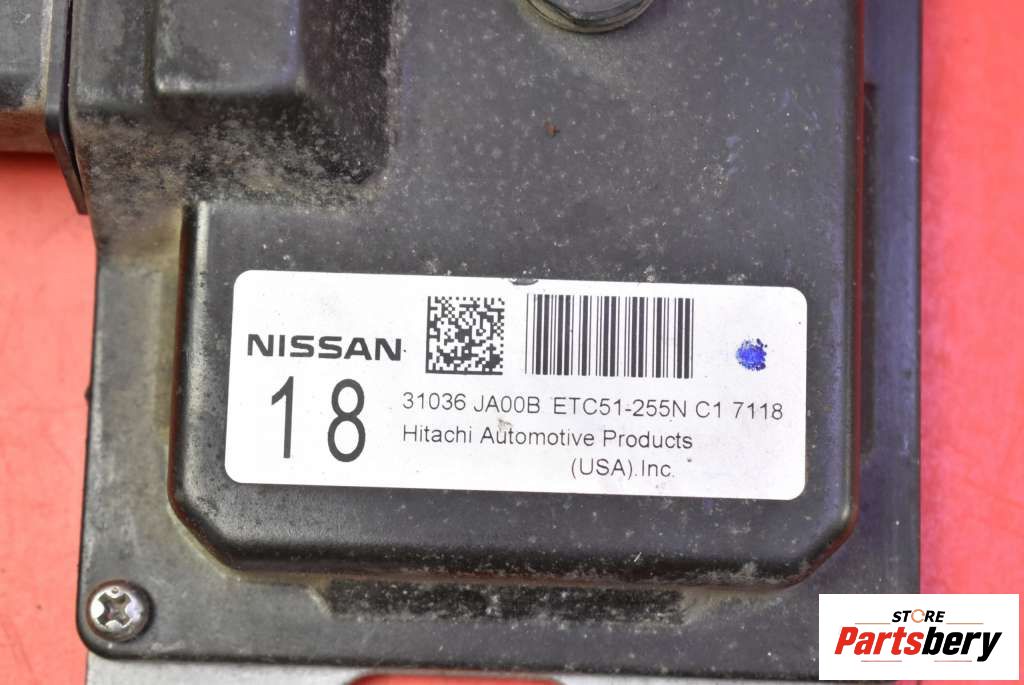 NISSAN
18
31036 JA00B ETC51-255N C1 7118
Hitachi Automotive Products
(USA).Inc.
STORE
Partsbery